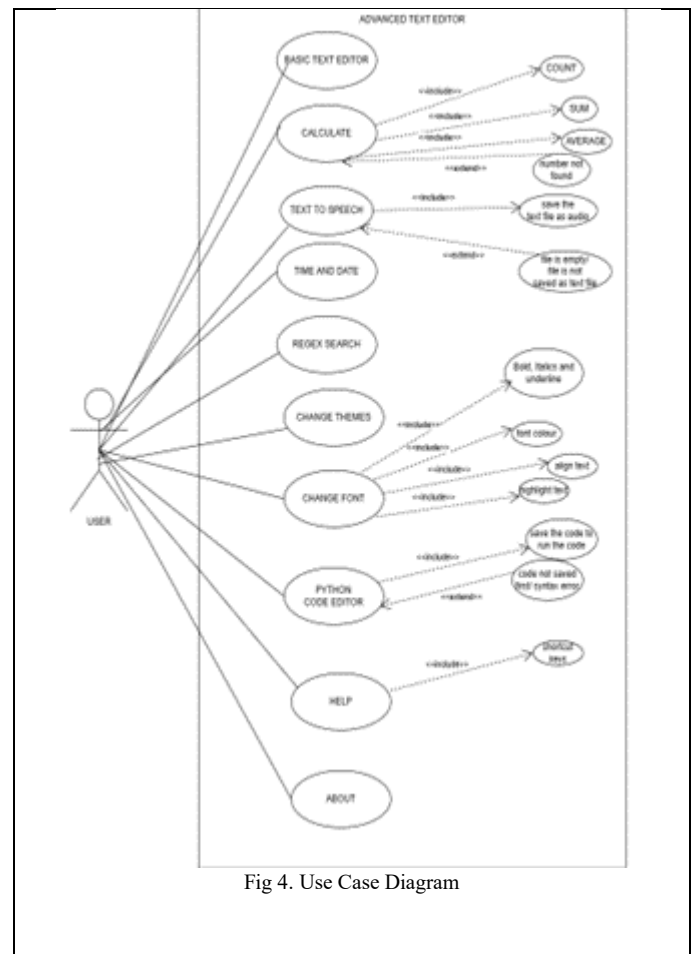 ADVANCED TEXT EDITOR
BASIC TEXT EDITOR
COUNT
<<include>>
SUM
<<include>>
CALCULATE
<<include>>
AVERAGE
<<extend>>
number not
found
<<include>>
save the
text file as audio
TEXT TO SPEECH
<<extend>>
file is empty/
file is not
saved as text file
TIME AND DATE
REGEX SEARCH
Bold, Italics and
underline
CHANGE THEMES
<<include>>
font colour
<<include>>
align text
<<include>>
highlight text
<<include>>
CHANGE FONT
USER
save the code to
run the code
<<include>>
code not saved
syntax error
<<extend>>
PYTHON
CODE EDITOR
shortcut
keys
<<include>>
HELP
ABOUT
Fig 4. Use Case Diagram